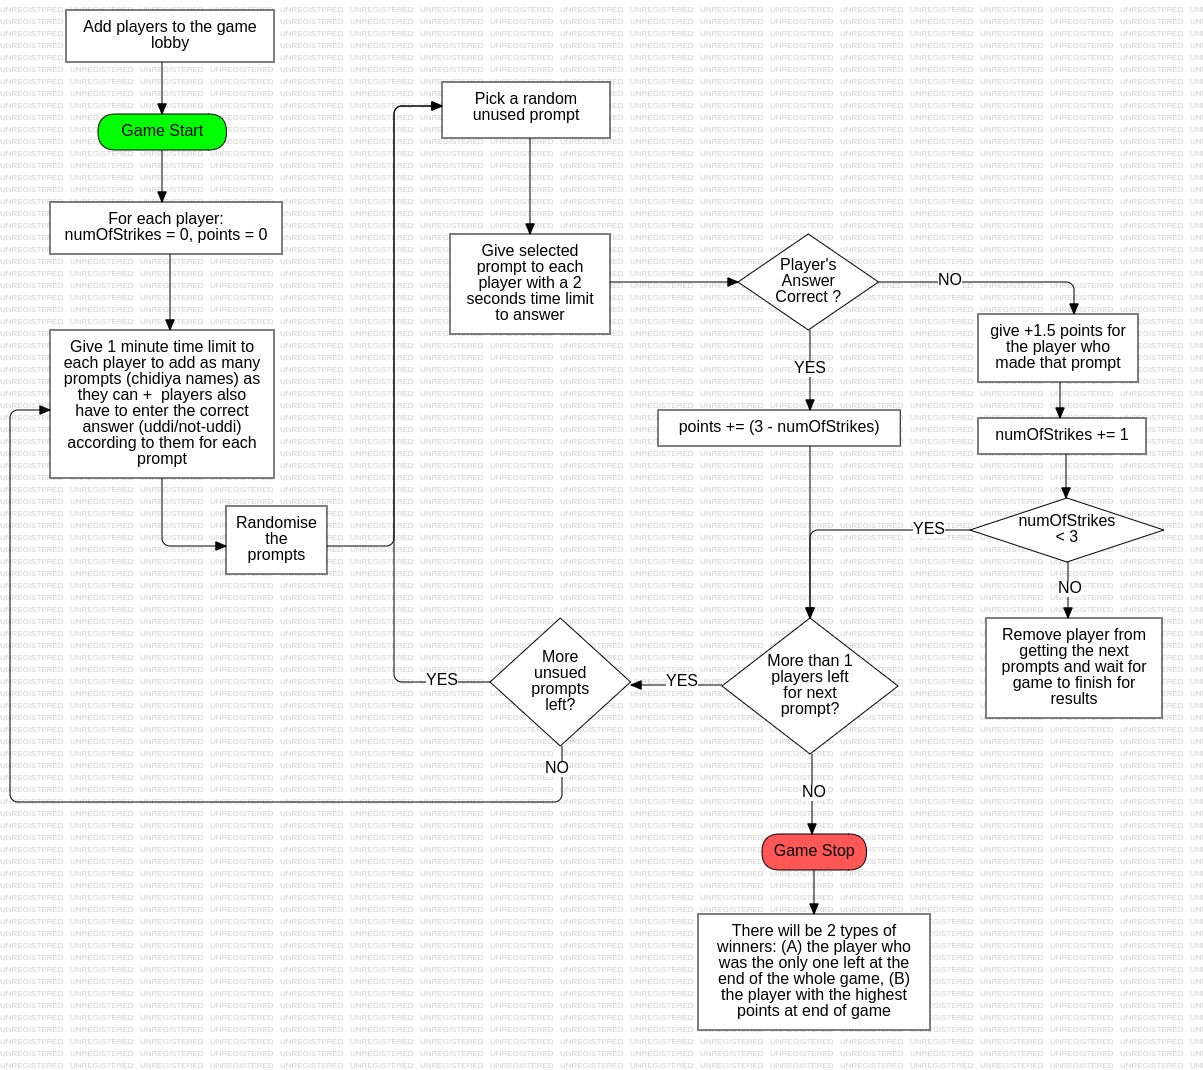 Add players to the game
lobby
Game Start
For each player:
numOfStrikes = 0, points = 0
Give 1 minute time limit to
each player to add as many
prompts (chidiya names) as
they can +  players also
have to enter the correct
answer (uddi/not-uddi)
according to them for each
prompt
Randomise
the
prompts
Pick a random
unused prompt
Give selected
prompt to each
player with a 2
seconds time limit
to answer
Player's
Answer
Correct ?
NO
give +1.5 points for
the player who
made that prompt
numOfStrikes += 1
numOfStrikes
< 3
YES
NO
Remove player from
getting the next
prompts and wait for
game to finish for
results
YES
points += (3 - numOfStrikes)
More than 1
players left
for next
prompt?
YES
More
unsued
prompts
left?
YES
NO
NO
Game Stop
There will be 2 types of
winners: (A) the player who
was the only one left at the
end of the whole game, (B)
the player with the highest
points at end of game
UNREGISTERED